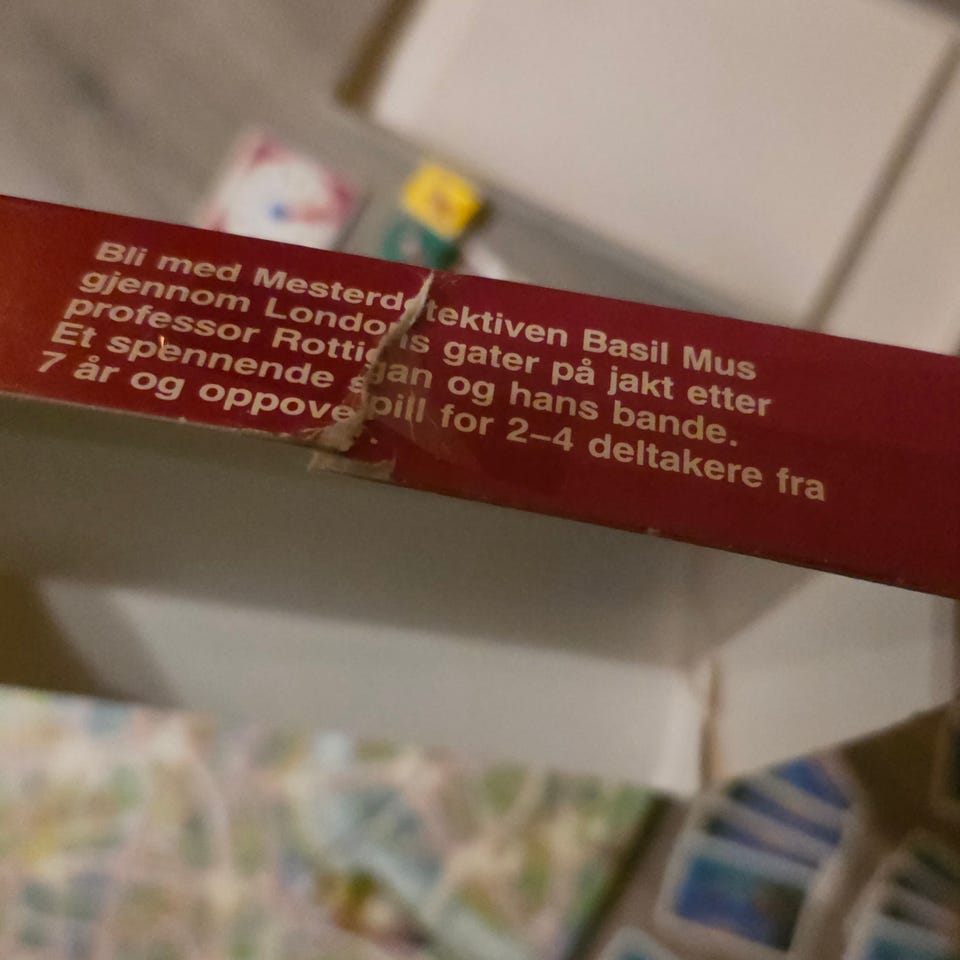 Bli med Mesterdetektiven Basil Mus
gjennom Londons gater på jakt etter
professor Rottigan og hans bande.
Et spennende spill for 2–4 deltakere fra
7 år og oppover.